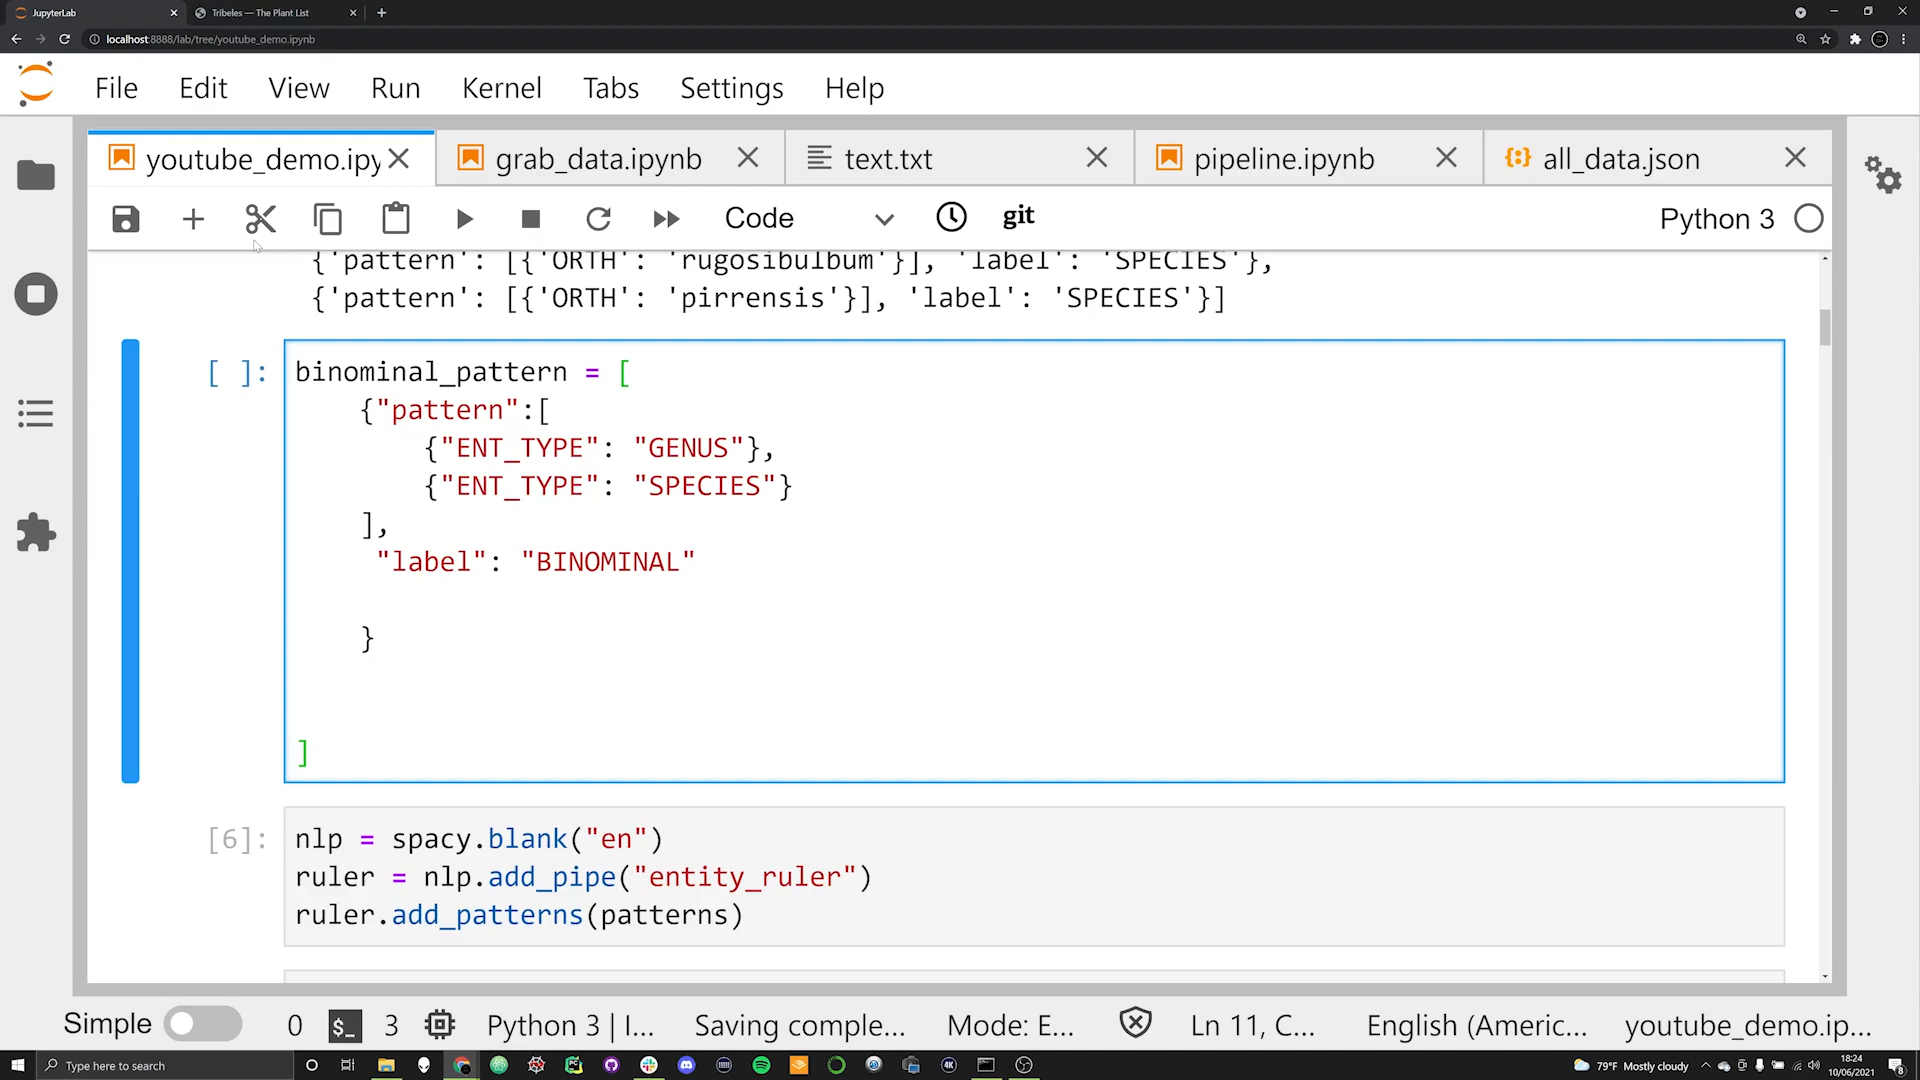 JupyterLab
Tribeles — The Plant List
localhost:8888/lab/tree/youtube_demo.ipynb
File Edit View Run Kernel Tabs Settings Help
youtube_demo.ipy
grab_data.ipynb
text.txt
pipeline.ipynb
all_data.json
Code
git
Python 3
{'pattern': [{'ORTH': 'rugosibulbum'}], 'label': 'SPECIES'},
{'pattern': [{'ORTH': 'pirrensis'}], 'label': 'SPECIES'}]
[ ]:
binominal_pattern = [
{"pattern":[
{"ENT_TYPE": "GENUS"},
{"ENT_TYPE": "SPECIES"}
],
"label": "BINOMINAL"
}
]
[6]:
nlp = spacy.blank("en")
ruler = nlp.add_pipe("entity_ruler")
ruler.add_patterns(patterns)
Simple 0 $_ 3 Python 3 | I... Saving comple... Mode: E... Ln 11, C... English (Americ... youtube_demo.ip...
Type here to search
79°F Mostly cloudy
18:24
10/06/2021